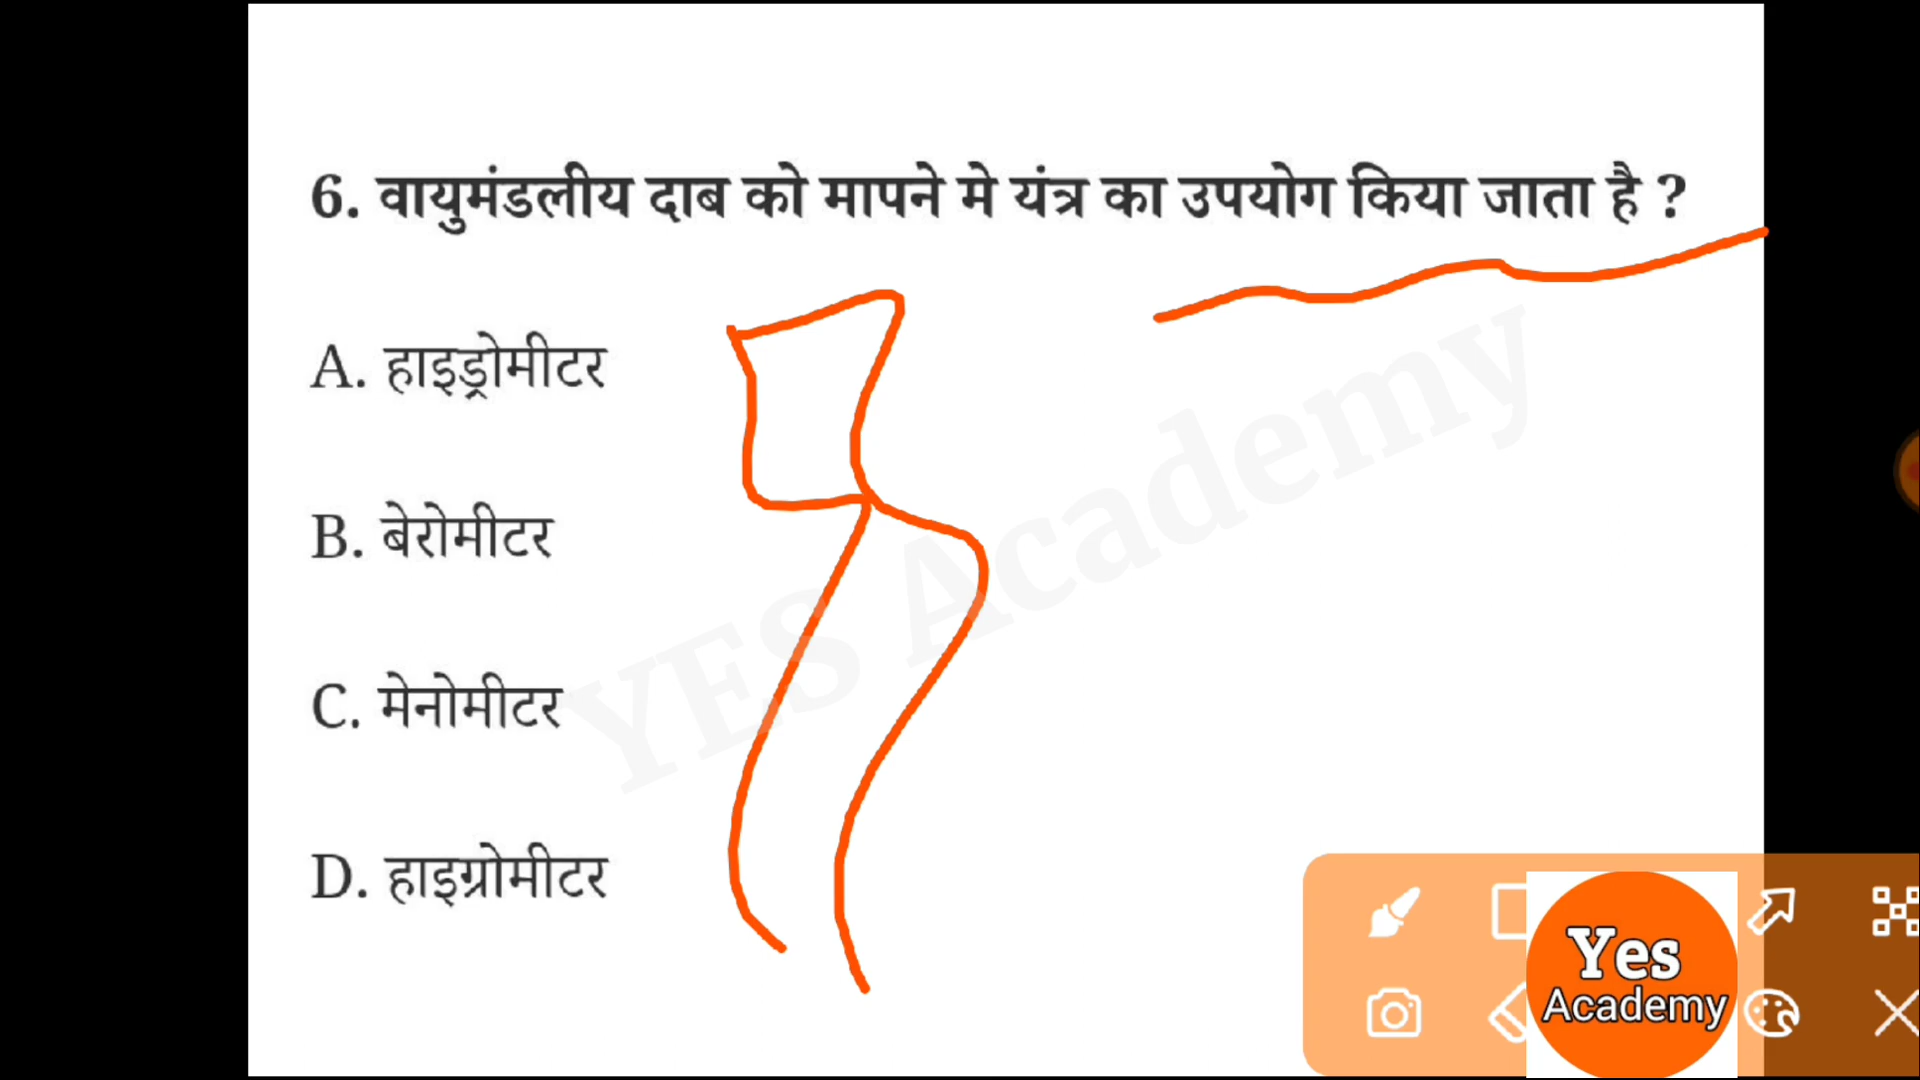 6. वायुमंडलीय दाब को मापने मे यंत्र का उपयोग किया जाता है ?
A. हाइड्रोमीटर
B. बेरोमीटर
C. मेनोमीटर
D. हाइग्रोमीटर
YES Academy
Yes
Academy